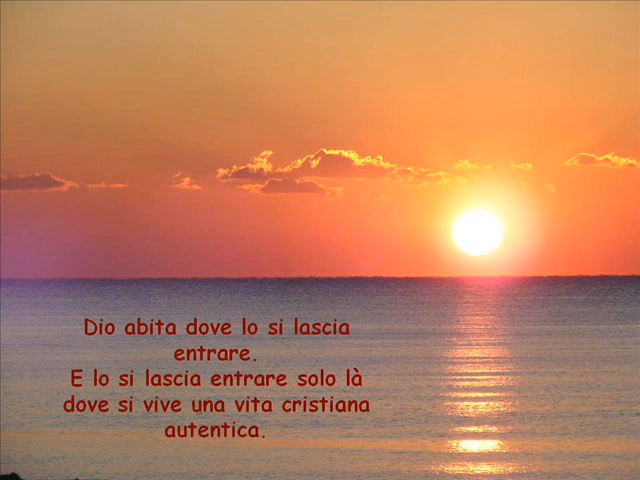 Dio abita dove lo si lascia
entrare.
E lo si lascia entrare solo là
dove si vive una vita cristiana
autentica.